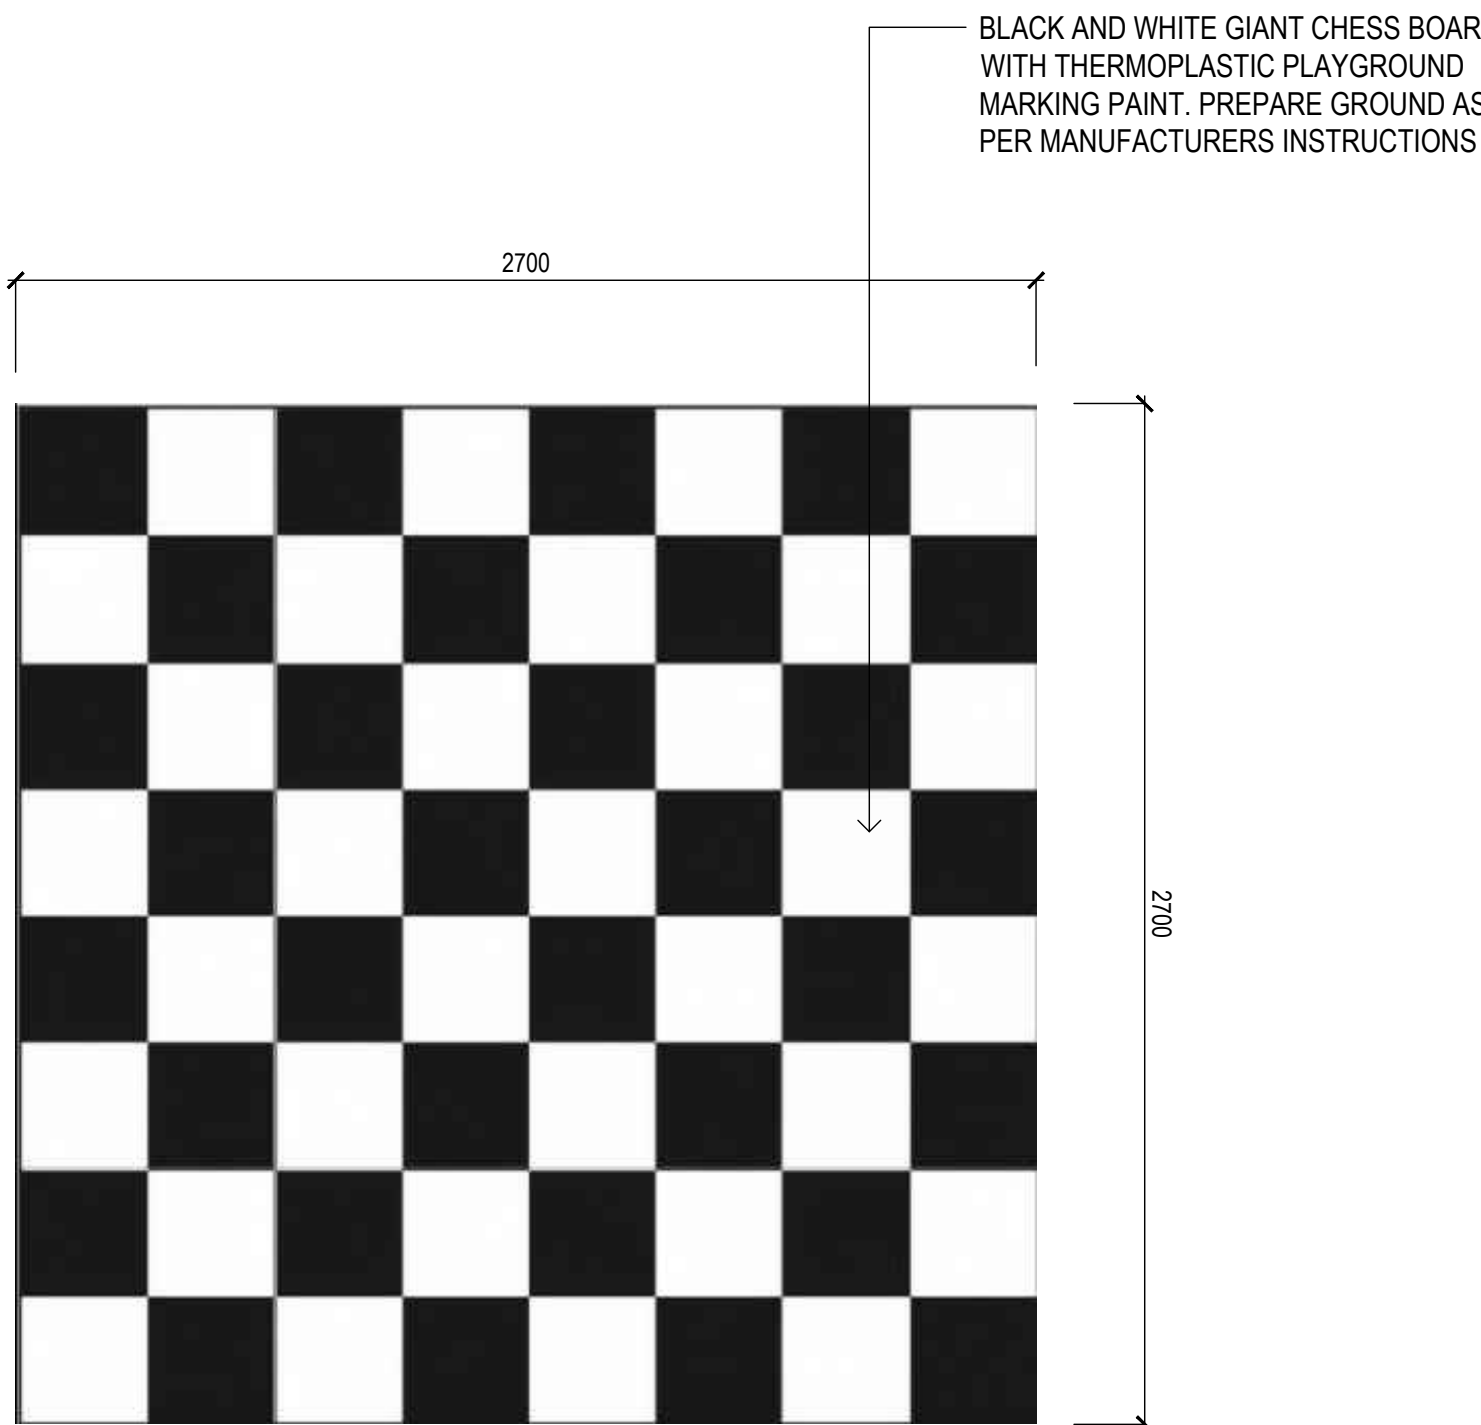 BLACK AND WHITE GIANT CHESS BOAR
WITH THERMOPLASTIC PLAYGROUND
MARKING PAINT. PREPARE GROUND AS
PER MANUFACTURERS INSTRUCTIONS
2700
2700